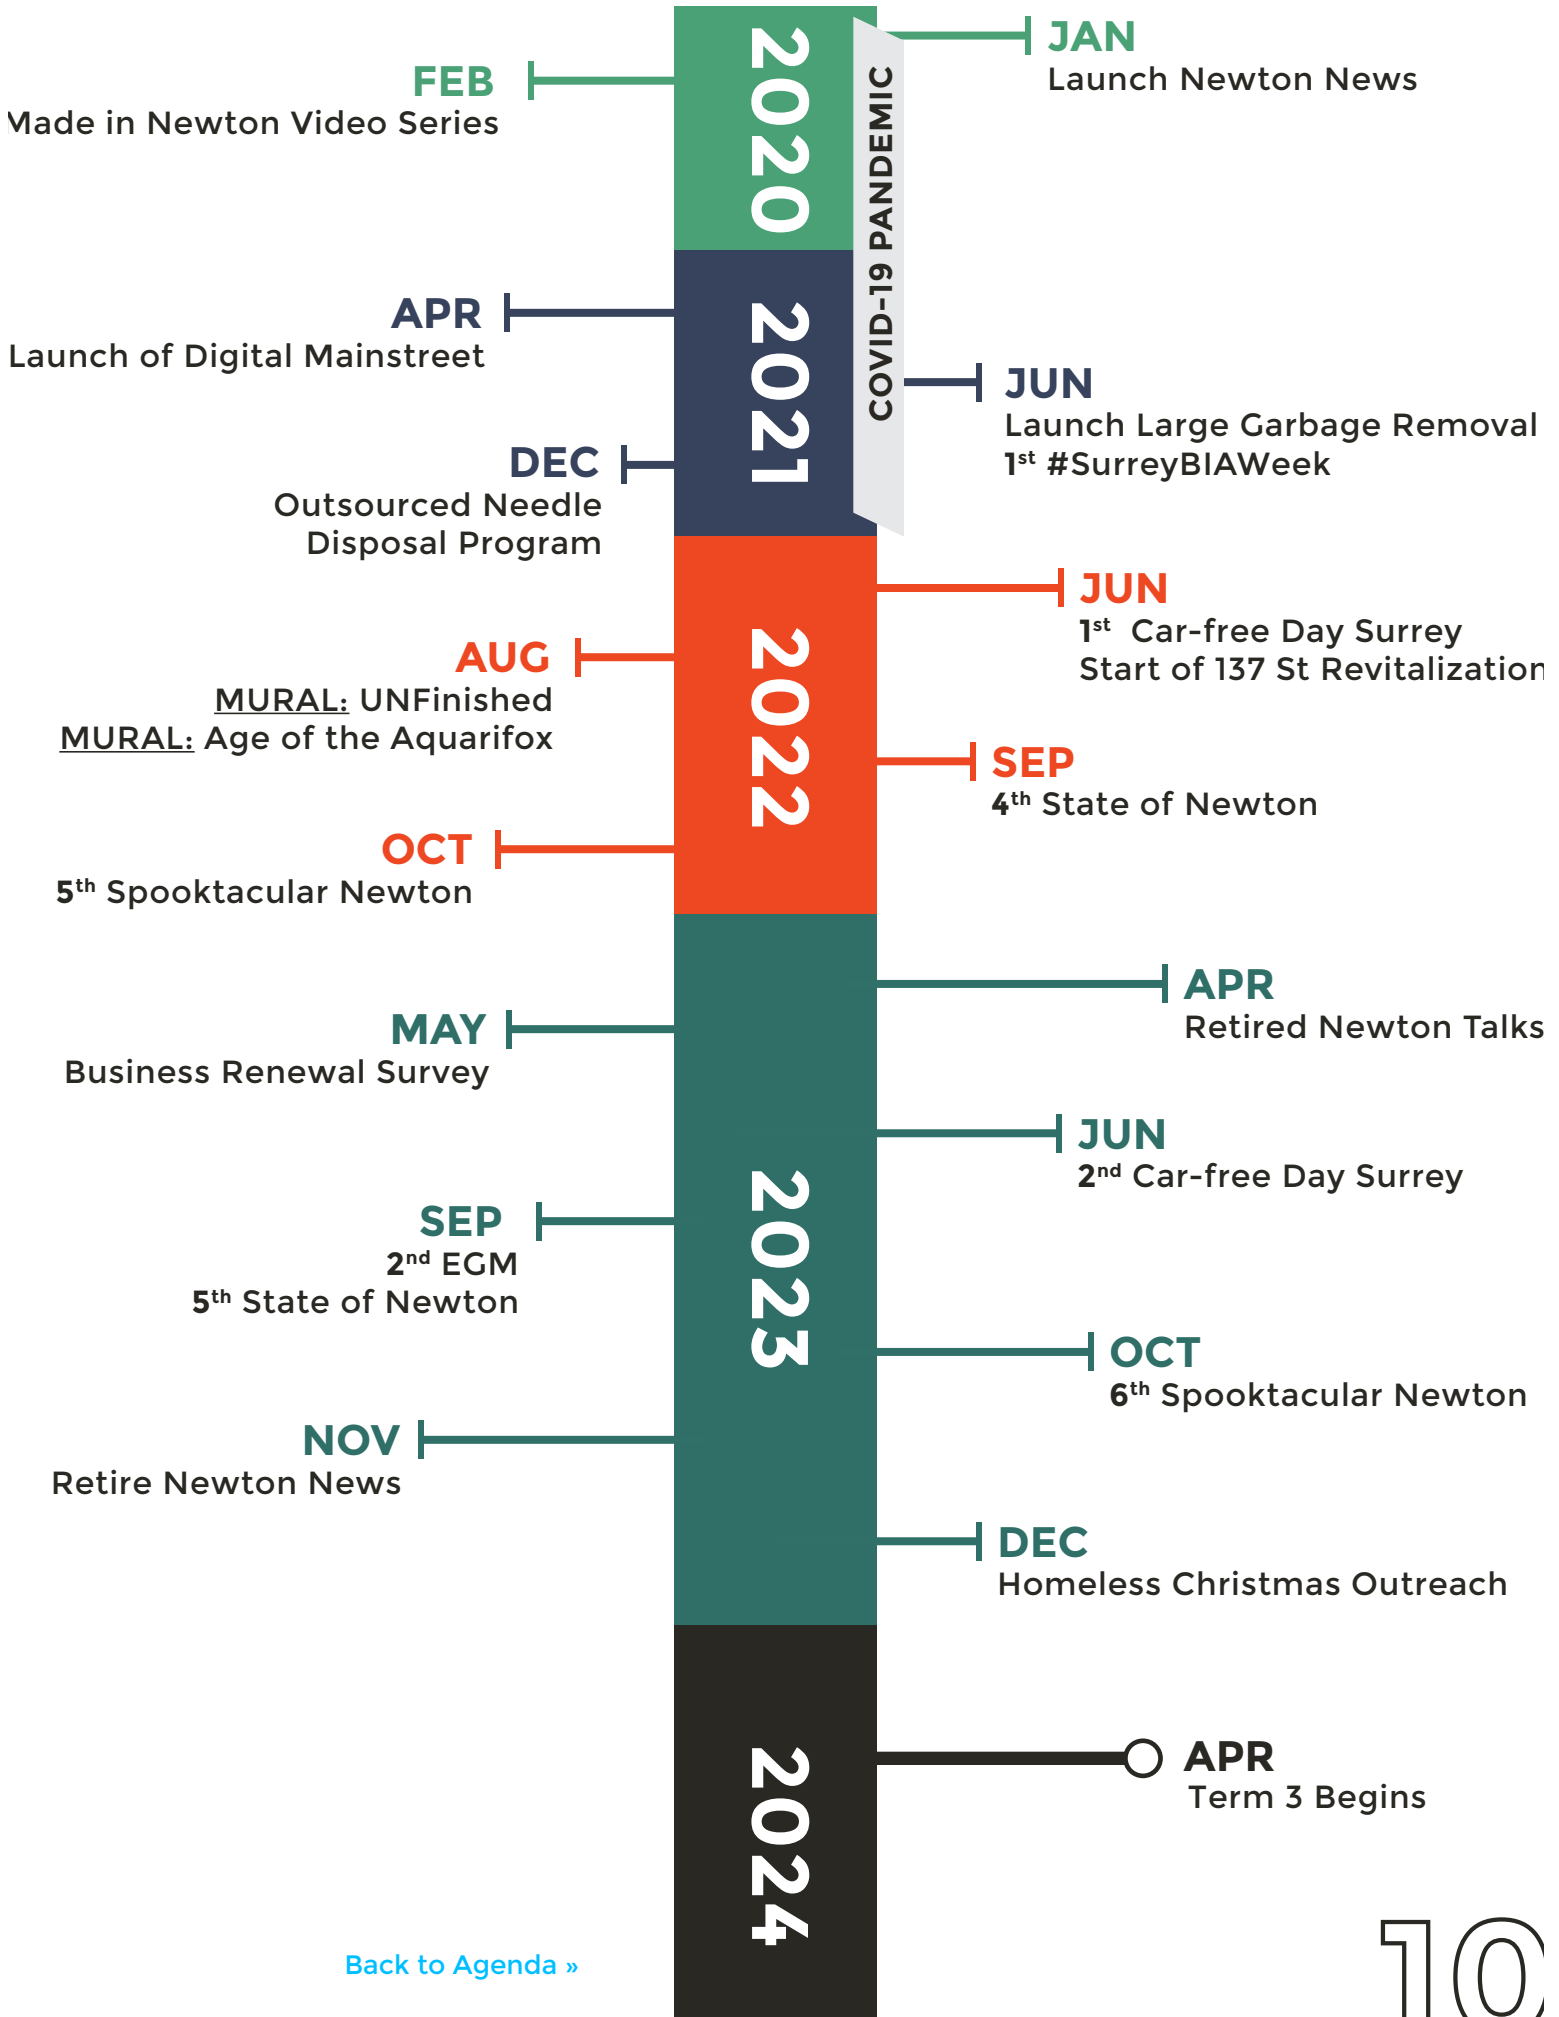 2020
COVID-19 PANDEMIC
JAN
Launch Newton News
FEB
Made in Newton Video Series
2021
APR
Launch of Digital Mainstreet
JUN
Launch Large Garbage Removal
1st #SurreyBIAWeek
DEC
Outsourced Needle
Disposal Program
2022
JUN
1st Car-free Day Surrey
Start of 137 St Revitalization
AUG
MURAL: UNFinished
MURAL: Age of the Aquarifox
SEP
4th State of Newton
OCT
5th Spooktacular Newton
2023
APR
Retired Newton Talks
MAY
Business Renewal Survey
JUN
2nd Car-free Day Surrey
SEP
2nd EGM
5th State of Newton
OCT
6th Spooktacular Newton
NOV
Retire Newton News
DEC
Homeless Christmas Outreach
2024
APR
Term 3 Begins
Back to Agenda »
10